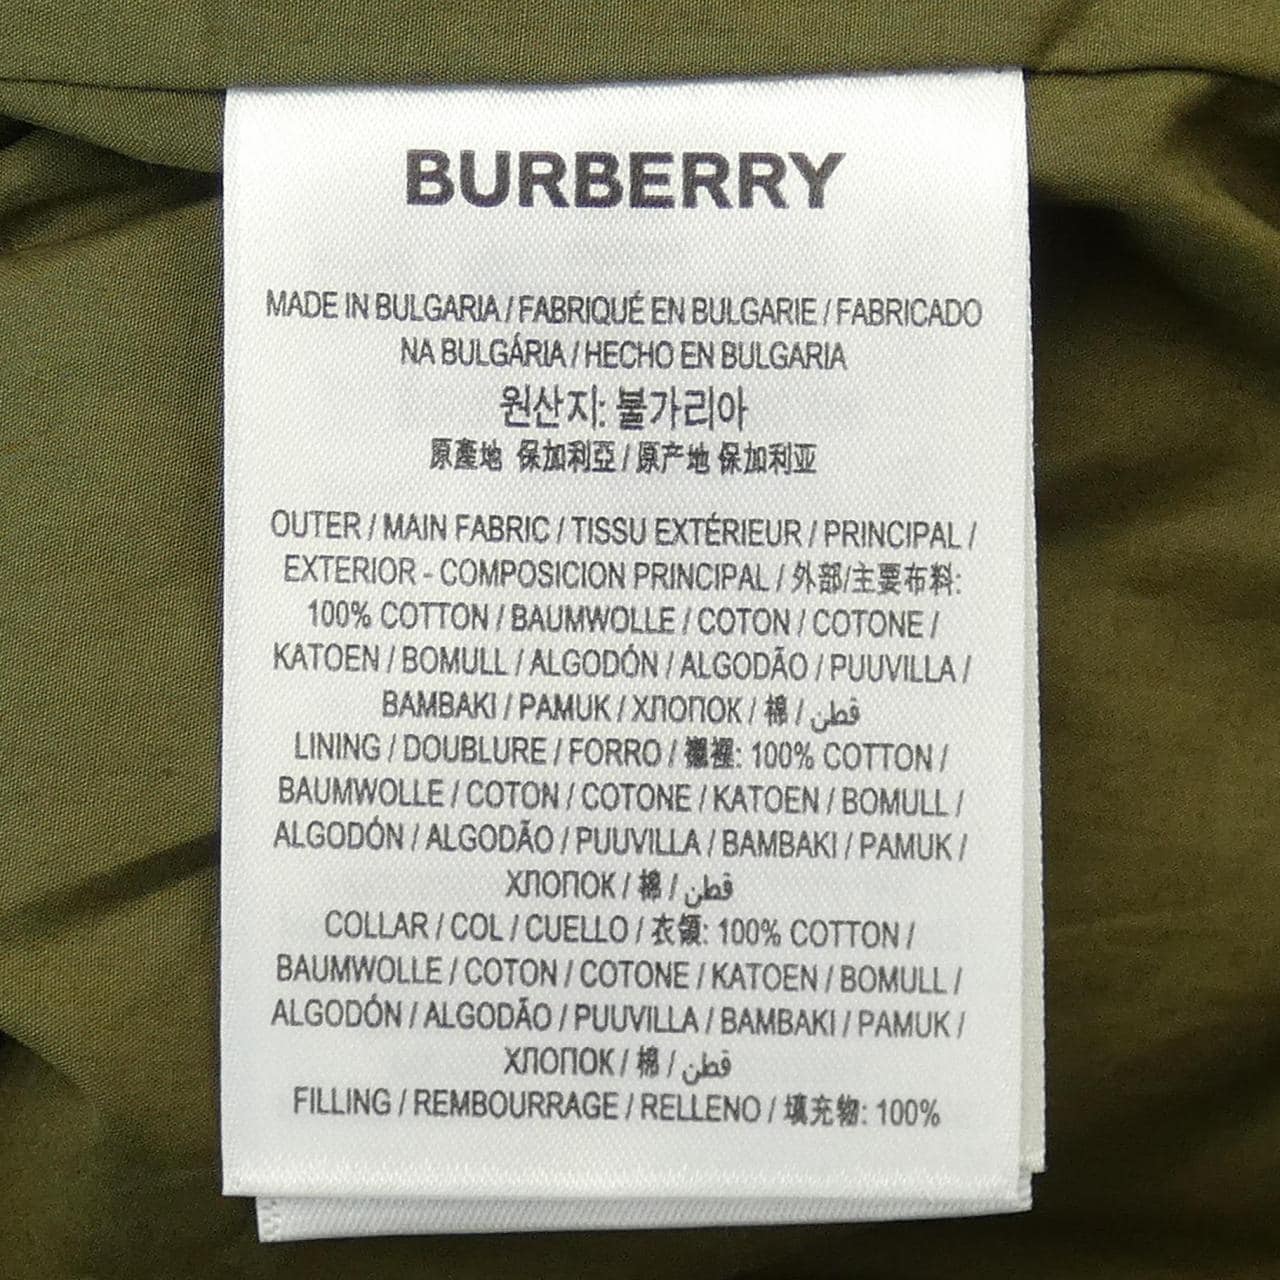 BURBERRY
MADE IN BULGARIA / FABRIQUÉ EN BULGARIE / FABRICADO
NA BULGÁRIA / HECHO EN BULGARIA
원산지: 불가리아
原產地 保加利亞 / 原产地 保加利亚
OUTER / MAIN FABRIC / TISSU EXTÉRIEUR / PRINCIPAL /
EXTERIOR - COMPOSICION PRINCIPAL / 外部/主要布料:
100% COTTON / BAUMWOLLE / COTON / COTONE /
KATOEN / BOMULL / ALGODÓN / ALGODÃO / PUUVILLA /
BAMBAKI / PAMUK / ХЛОПОК / 棉 / قطن
LINING / DOUBLURE / FORRO / 襯裡: 100% COTTON /
BAUMWOLLE / COTON / COTONE / KATOEN / BOMULL /
ALGODÓN / ALGODÃO / PUUVILLA / BAMBAKI / PAMUK /
ХЛОПОК / 棉 / قطن
COLLAR / COL / CUELLO / 衣領: 100% COTTON /
BAUMWOLLE / COTON / COTONE / KATOEN / BOMULL /
ALGODÓN / ALGODÃO / PUUVILLA / BAMBAKI / PAMUK /
ХЛОПОК / 棉 / قطن
FILLING / REMBOURRAGE / RELLENO / 填充物: 100%